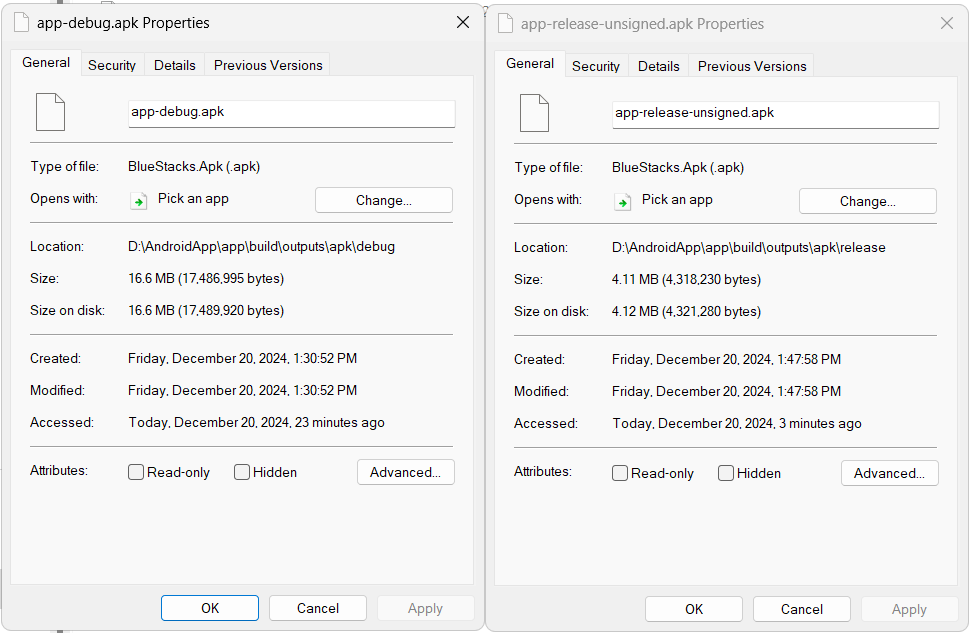 app-debug.apk Properties
General
Security
Details
Previous Versions
app-debug.apk
Type of file:
BlueStacks.Apk (.apk)
Opens with:
Pick an app
Change...
Location:
D:\AndroidApp\app\build\outputs\apk\debug
Size:
16.6 MB (17,486,995 bytes)
Size on disk:
16.6 MB (17,489,920 bytes)
Created:
Friday, December 20, 2024, 1:30:52 PM
Modified:
Friday, December 20, 2024, 1:30:52 PM
Accessed:
Today, December 20, 2024, 23 minutes ago
Attributes:
Read-only
Hidden
Advanced...
OK
Cancel
Apply
app-release-unsigned.apk Properties
General
Security
Details
Previous Versions
app-release-unsigned.apk
Type of file:
BlueStacks.Apk (.apk)
Opens with:
Pick an app
Change...
Location:
D:\AndroidApp\app\build\outputs\apk\release
Size:
4.11 MB (4,318,230 bytes)
Size on disk:
4.12 MB (4,321,280 bytes)
Created:
Friday, December 20, 2024, 1:47:58 PM
Modified:
Friday, December 20, 2024, 1:47:58 PM
Accessed:
Today, December 20, 2024, 3 minutes ago
Attributes:
Read-only
Hidden
Advanced...
OK
Cancel
Apply